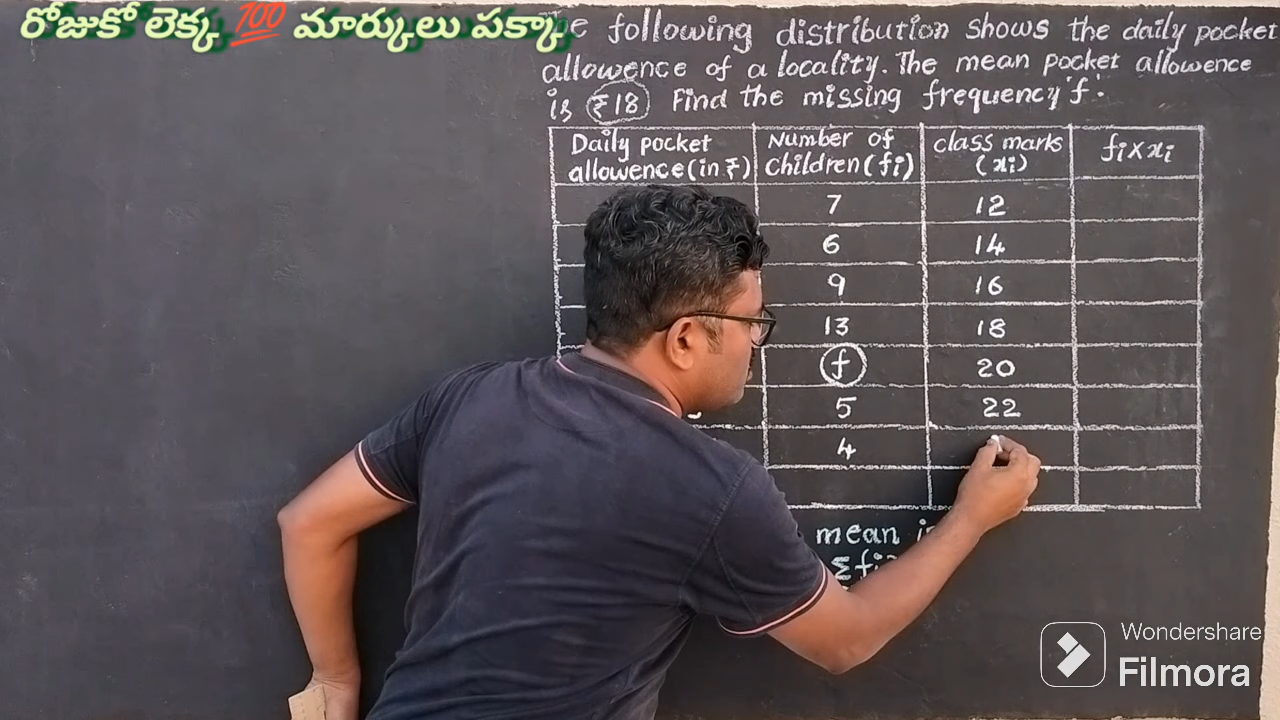 రోజుకో లెక్క 💯 మార్కులు పక్కా
following distribution shows the daily pocket
allowence of a locality. The mean pocket allowence
is ₹18 Find the missing frequency 'f'.
Daily pocket allowence (in ₹) Number of children (fi) class marks (xi) fi x xi
7 12
6 14
9 16
13 18
f 20
5 22
4
mean
Wondershare
Filmora